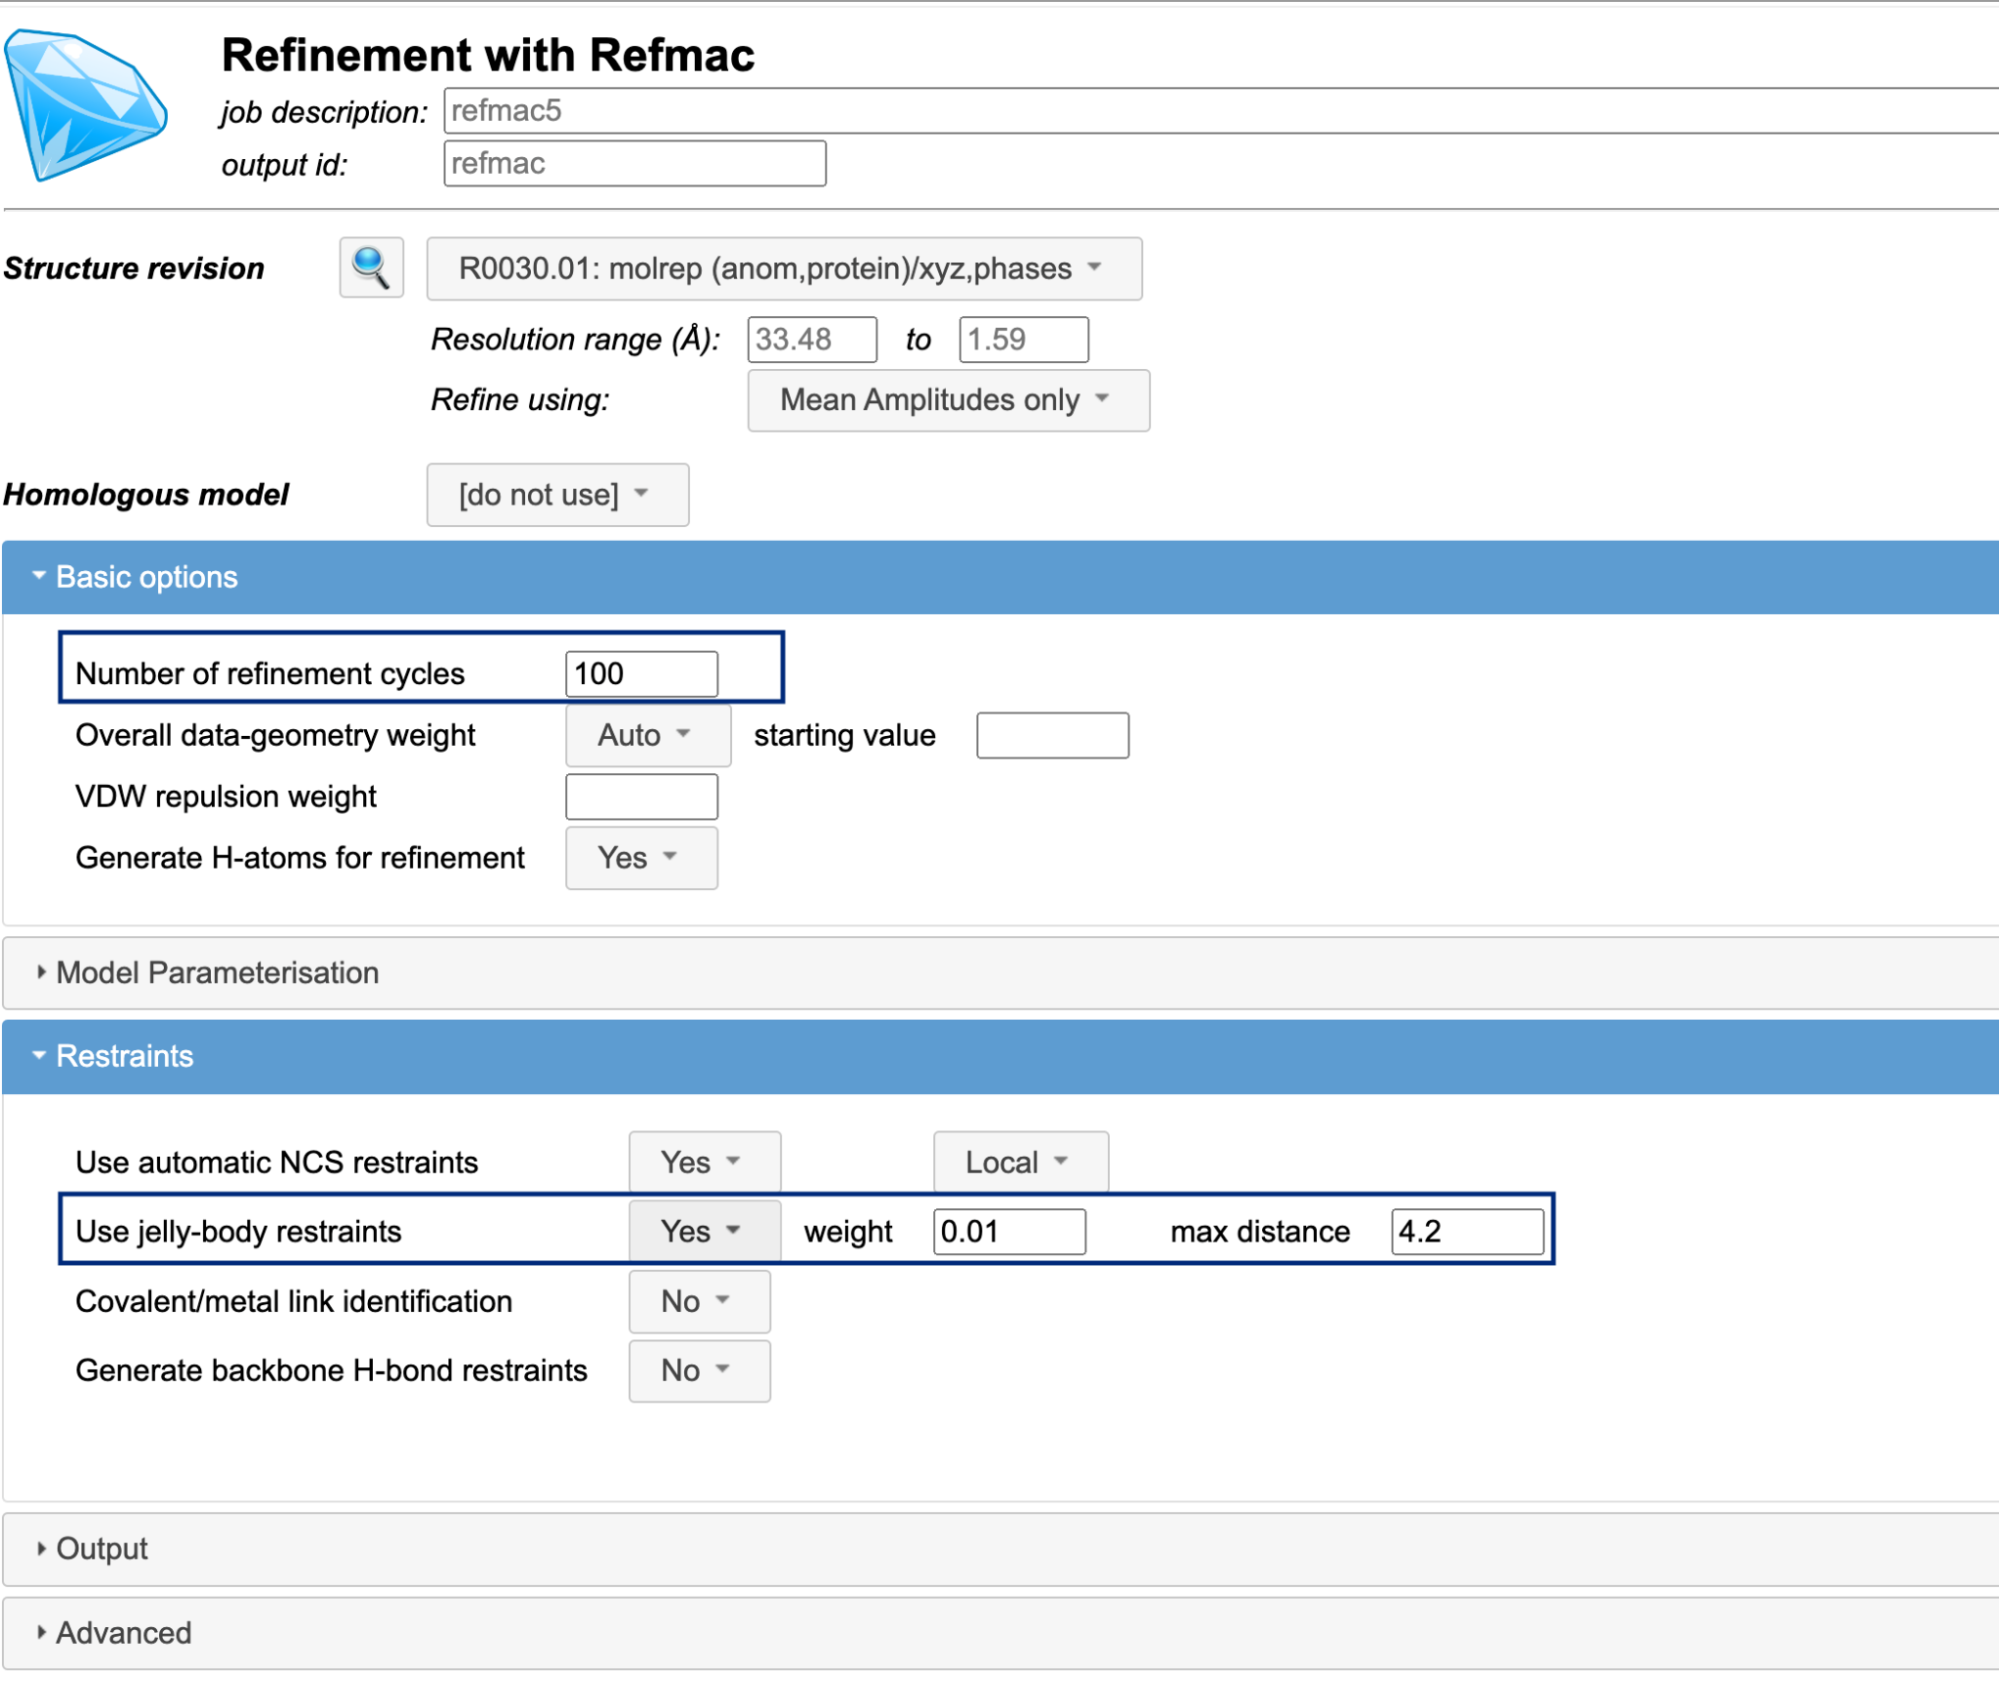 Refinement with Refmac
job description: refmac5
output id: refmac
Structure revision R0030.01: molrep (anom,protein)/xyz,phases
Resolution range (Å): 33.48 to 1.59
Refine using: Mean Amplitudes only
Homologous model [do not use]
Basic options
Number of refinement cycles 100
Overall data-geometry weight Auto starting value
VDW repulsion weight
Generate H-atoms for refinement Yes
Model Parameterisation
Restraints
Use automatic NCS restraints Yes Local
Use jelly-body restraints Yes weight 0.01 max distance 4.2
Covalent/metal link identification No
Generate backbone H-bond restraints No
Output
Advanced